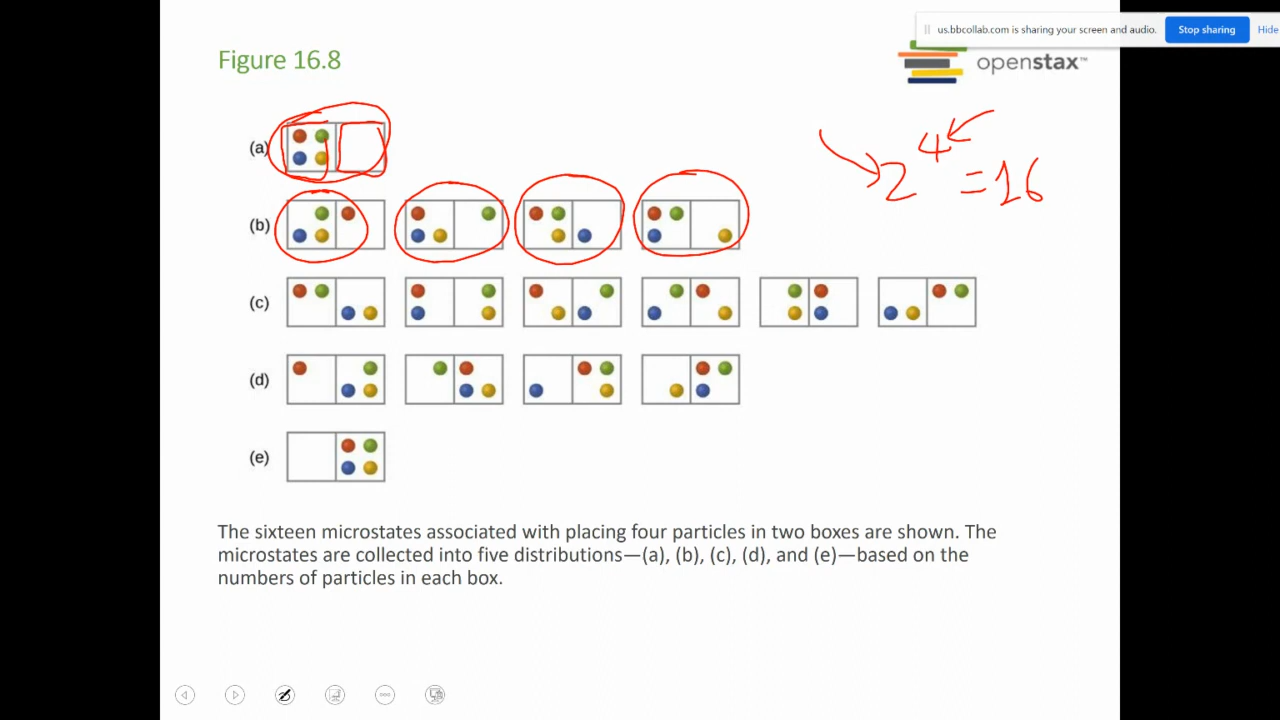 us.bbcollab.com is sharing your screen and audio. Stop sharing Hide
Figure 16.8
openstax™
(a)
2⁴ = 16
(b)
(c)
(d)
(e)
The sixteen microstates associated with placing four particles in two boxes are shown. The
microstates are collected into five distributions—(a), (b), (c), (d), and (e)—based on the
numbers of particles in each box.